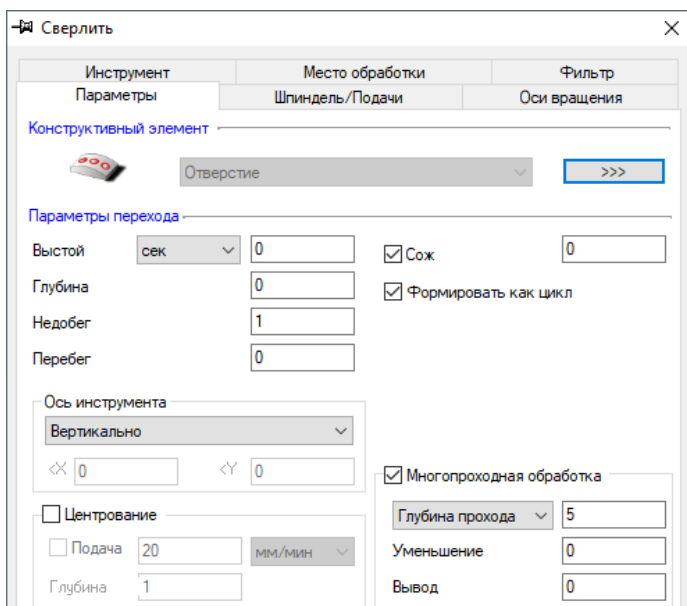 Сверлить
Инструмент Место обработки Фильтр
Параметры Шпиндель/Подачи Оси вращения
Конструктивный элемент
Отверстие >>>
Параметры перехода
Выстой сек 0 Сож 0
Глубина 0 Формировать как цикл
Недобег 1
Перебег 0
Ось инструмента
Вертикально
<X 0 <Y 0
Многопроходная обработка
Центрование Глубина прохода 5
Подача 20 мм/мин Уменьшение 0
Глубина 1 Вывод 0